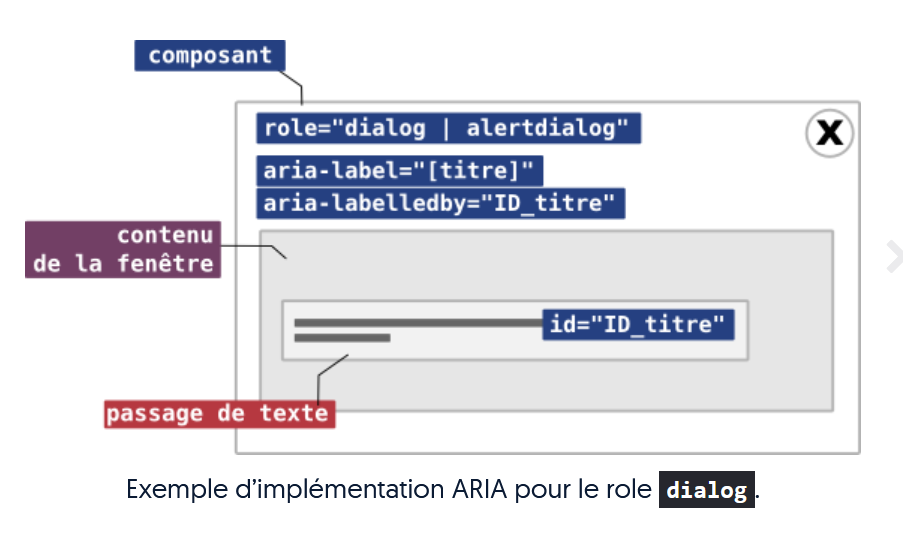 composant
role="dialog | alertdialog"
X
aria-label="[titre]"
aria-labelledby="ID_titre"
contenu
de la fenêtre
id="ID_titre"
passage de texte
Exemple d’implémentation ARIA pour le role dialog.